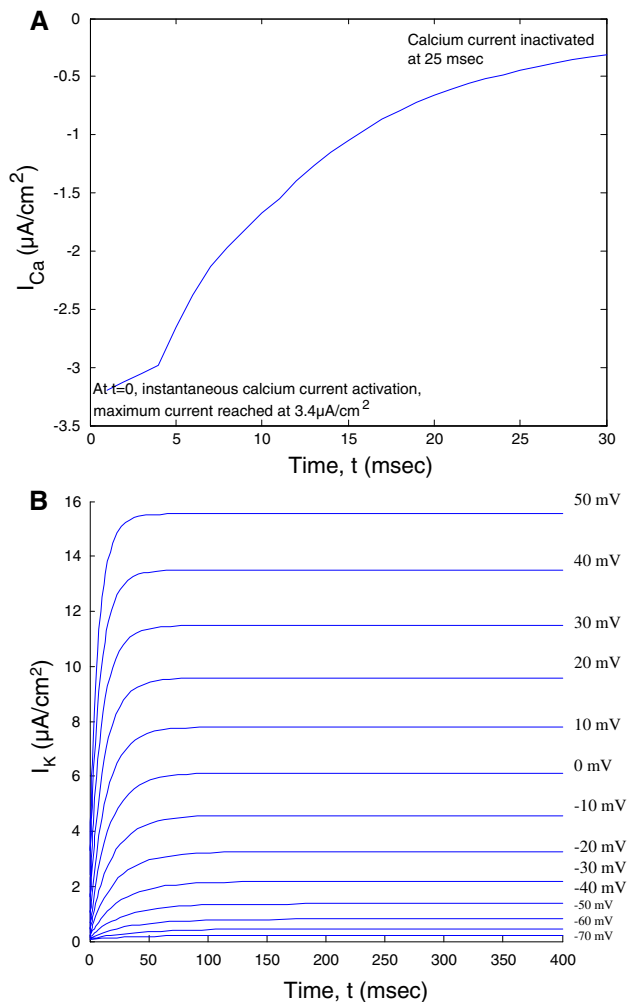 A
Calcium current inactivated
at 25 msec
0
-0.5
-1
-1.5
-2
-2.5
-3
-3.5
I_Ca (µA/cm²)
At t=0, instantaneous calcium current activation,
maximum current reached at 3.4µA/cm²
0 5 10 15 20 25 30
Time, t (msec)
B
16
14
12
10
8
6
4
2
0
I_K (µA/cm²)
50 mV
40 mV
30 mV
20 mV
10 mV
0 mV
-10 mV
-20 mV
-30 mV
-40 mV
-50 mV
-60 mV
-70 mV
0 50 100 150 200 250 300 350 400
Time, t (msec)